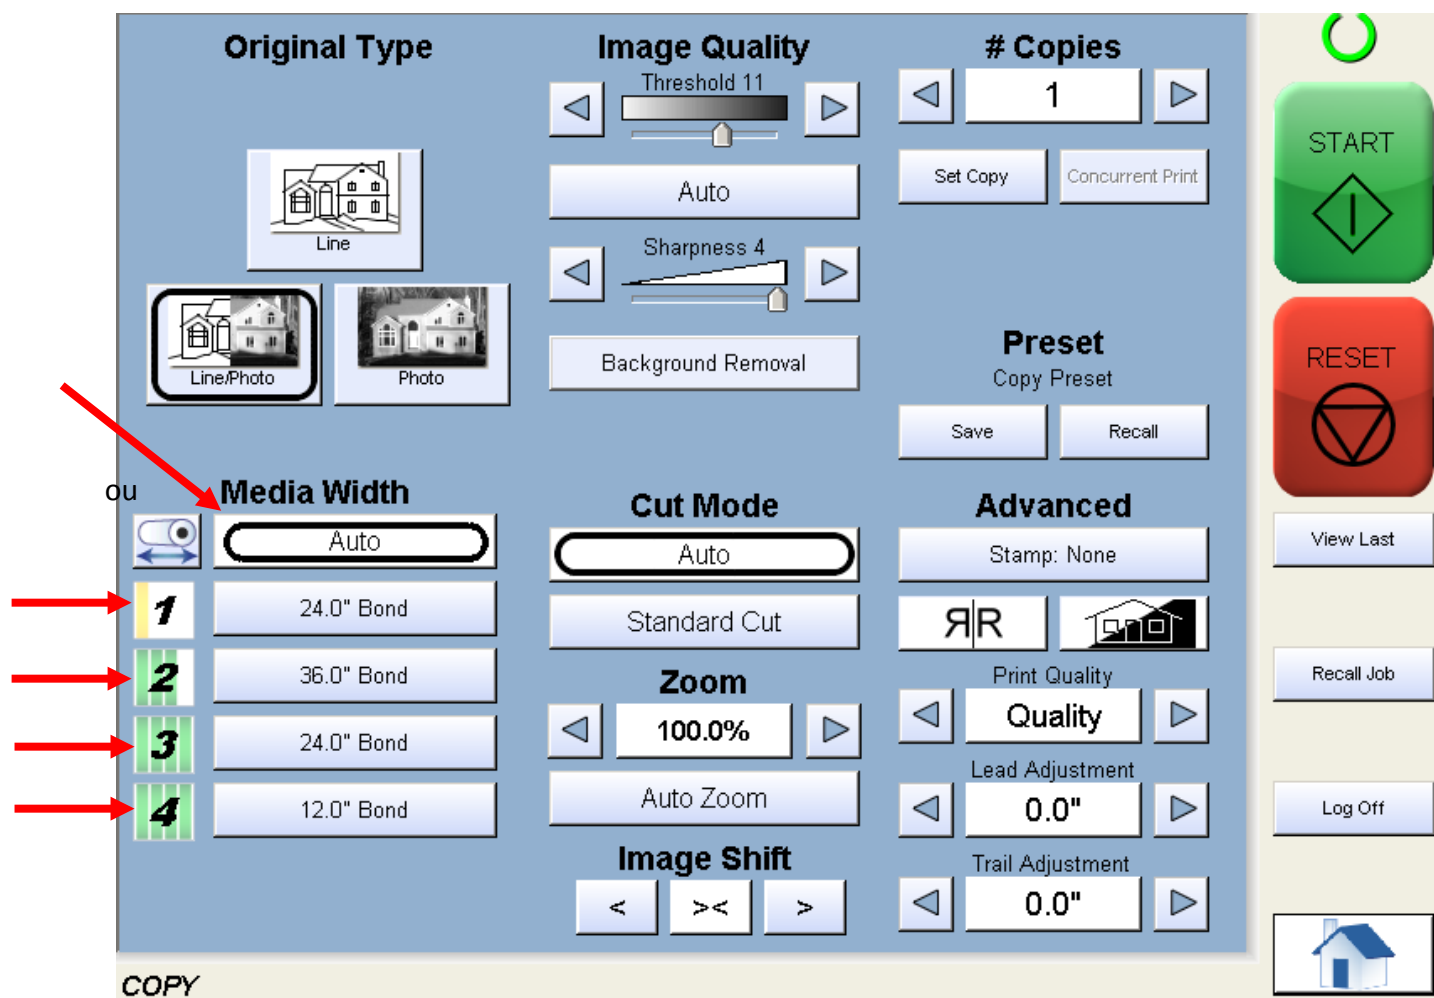 Original Type
Line
Line/Photo
Photo
ou
Media Width
Auto
1
24.0" Bond
2
36.0" Bond
3
24.0" Bond
4
12.0" Bond
Image Quality
Threshold 11
Auto
Sharpness 4
Background Removal
Cut Mode
Auto
Standard Cut
Zoom
100.0%
Auto Zoom
Image Shift
<
><
>
# Copies
1
Set Copy
Concurrent Print
Preset
Copy Preset
Save
Recall
Advanced
Stamp: None
ЯR
Print Quality
Quality
Lead Adjustment
0.0"
Trail Adjustment
0.0"
START
RESET
View Last
Recall Job
Log Off
COPY